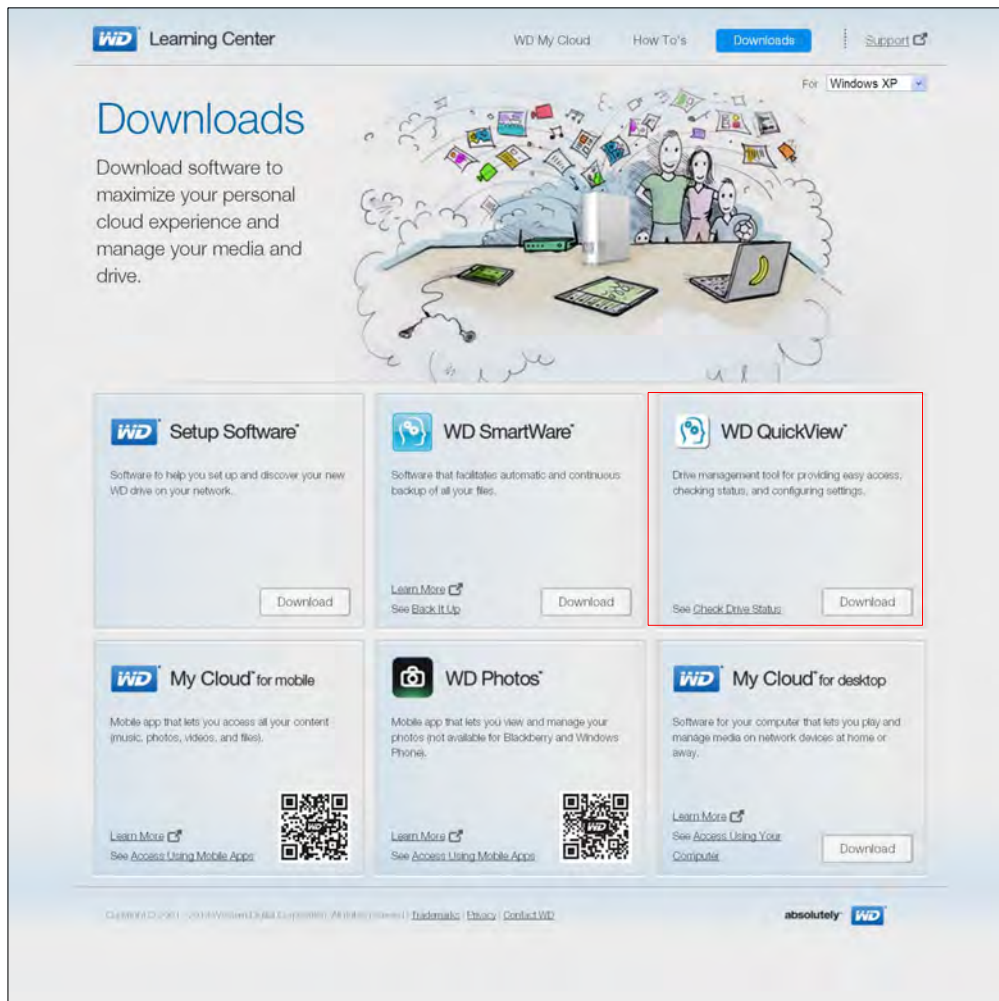 WD Learning Center
WD My Cloud
How To's
Downloads
Support
For Windows XP
Downloads
Download software to
maximize your personal
cloud experience and
manage your media and
drive.
WD Setup Software
Software to help you set up and discover your new
WD drive on your network.
Download
WD SmartWare
Software that facilitates automatic and continuous
backup of all your files.
Learn More
See Back It Up
Download
WD QuickView
Drive management tool for providing easy access,
checking status, and configuring settings.
See Check Drive Status
Download
WD My Cloud for mobile
Mobile app that lets you access all your content
(music, photos, videos, and files).
Learn More
See Access Using Mobile Apps
WD
WD Photos
Mobile app that lets you view and manage your
photos (not available for Blackberry and Windows
Phone).
Learn More
See Access Using Mobile Apps
WD
WD My Cloud for desktop
Software for your computer that lets you play and
manage media on network devices at home or
away.
Learn More
See Access Using Your
Computer
Download
Western Digital Corporation. All rights reserved | Trademarks | Privacy | Contact WD
absolutely WD